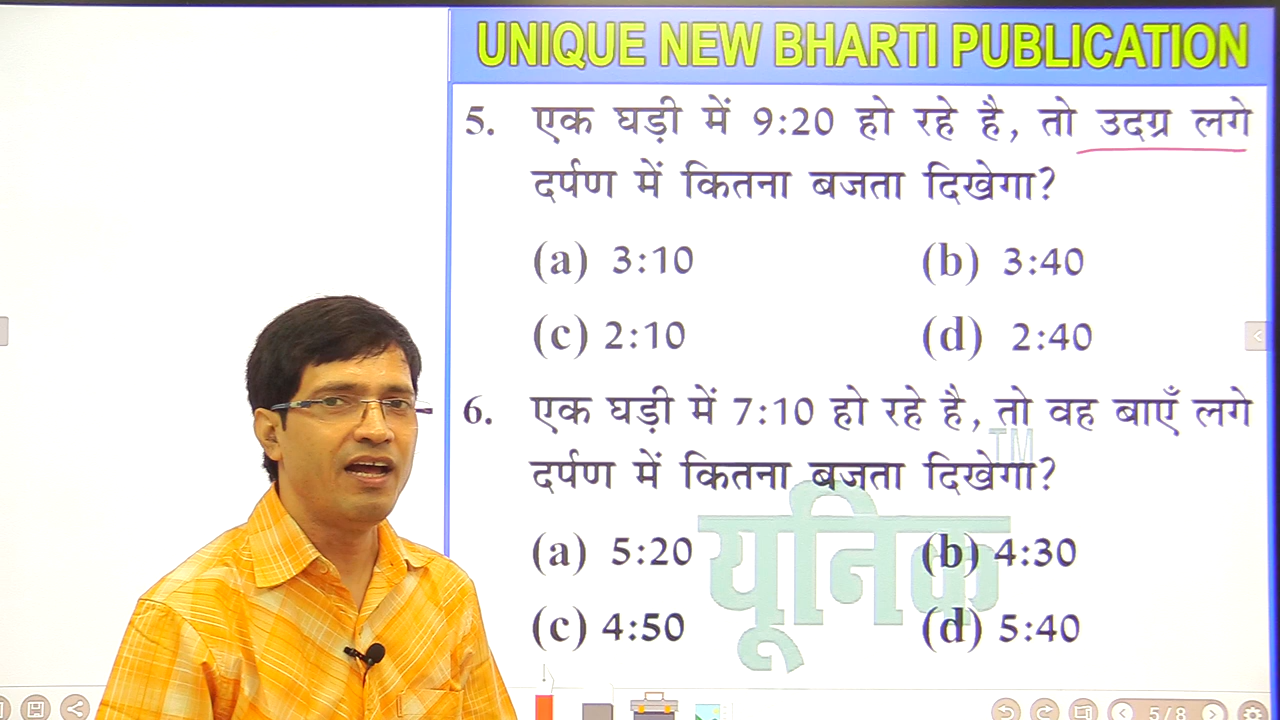 UNIQUE NEW BHARTI PUBLICATION
5. एक घड़ी में 9:20 हो रहे है, तो उदग्र लगे
दर्पण में कितना बजता दिखेगा?
(a) 3:10 (b) 3:40
(c) 2:10 (d) 2:40
6. एक घड़ी में 7:10 हो रहे है, तो वह बाएँ लगे
दर्पण में कितना बजता दिखेगा?
TM
यूनिक
(a) 5:20 (b) 4:30
(c) 4:50 (d) 5:40
5/8